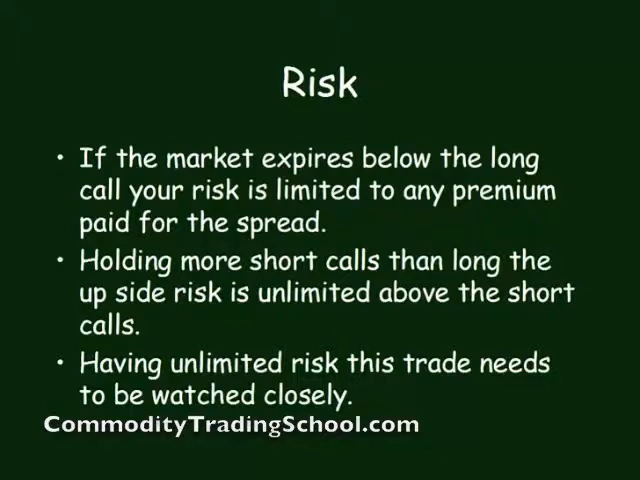 Risk
• If the market expires below the long
call your risk is limited to any premium
paid for the spread.
• Holding more short calls than long the
up side risk is unlimited above the short
calls.
• Having unlimited risk this trade needs
to be watched closely.
CommodityTradingSchool.com